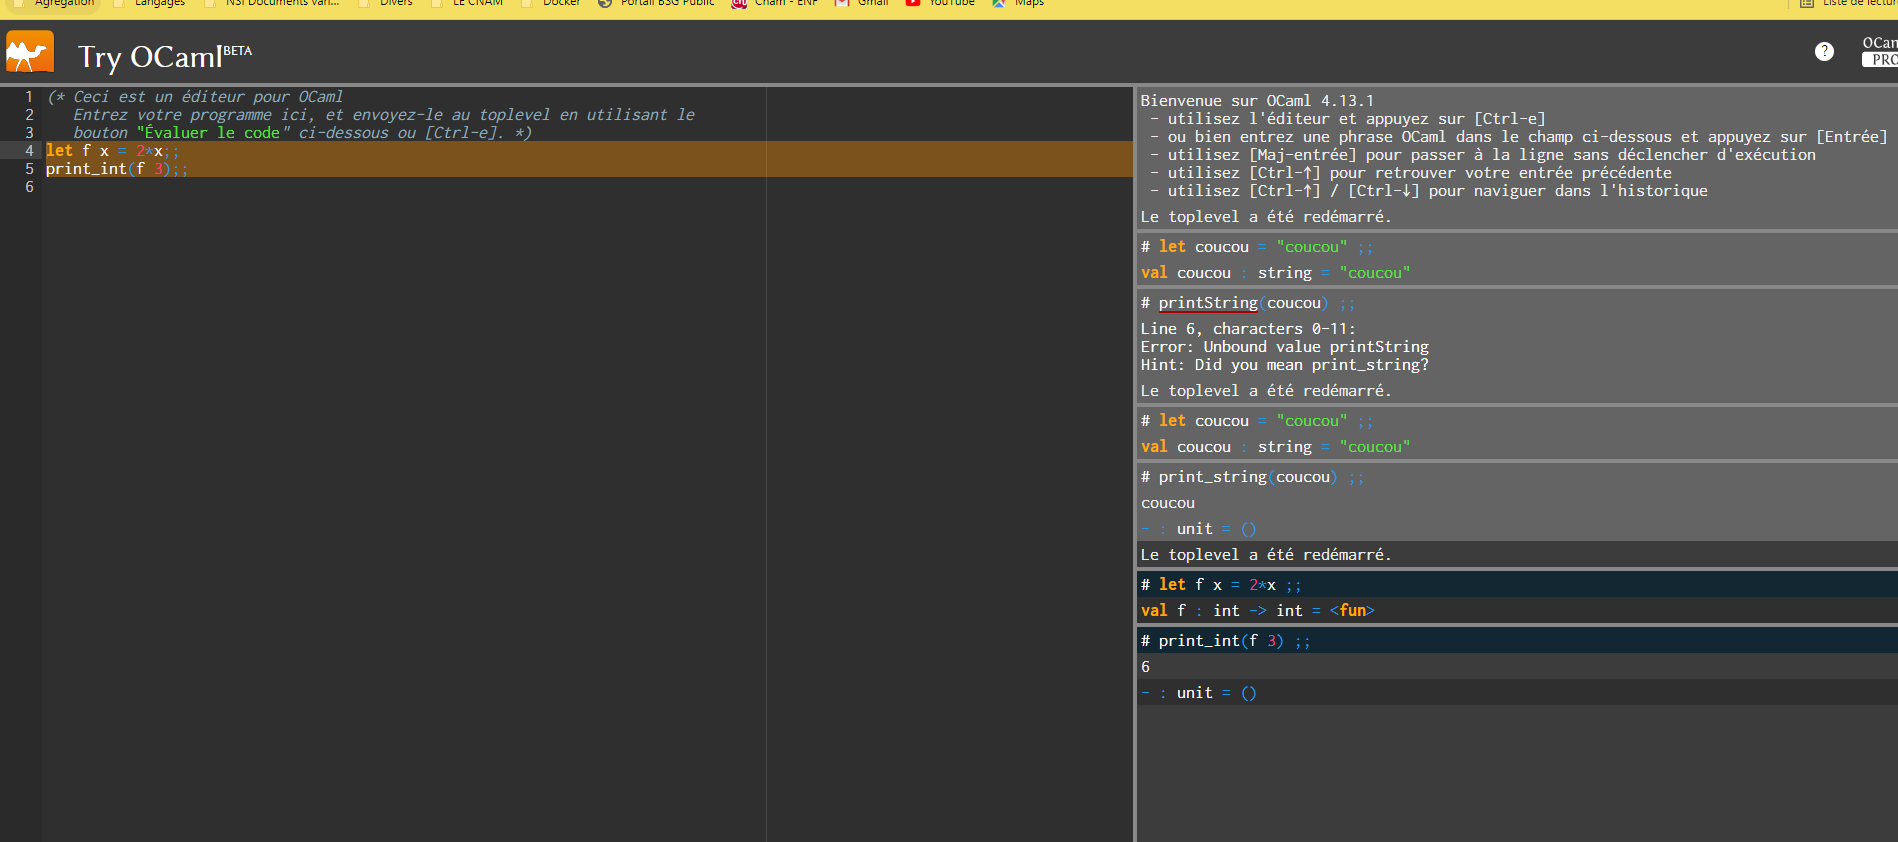 Agrégation Langages NSI Documents vari... Divers LE CNAM Docker Portail BSG Public Cham - ENP Gmail YouTube Maps Liste de lectur
Try OCaml BETA
?
OCam
PRO
1 (* Ceci est un éditeur pour OCaml
2 Entrez votre programme ici, et envoyez-le au toplevel en utilisant le
3 bouton "Évaluer le code" ci-dessous ou [Ctrl-e]. *)
4 let f x = 2*x;;
5 print_int(f 3);;
6
Bienvenue sur OCaml 4.13.1
- utilisez l'éditeur et appuyez sur [Ctrl-e]
- ou bien entrez une phrase OCaml dans le champ ci-dessous et appuyez sur [Entrée]
- utilisez [Maj-entrée] pour passer à la ligne sans déclencher d'exécution
- utilisez [Ctrl-↑] pour retrouver votre entrée précédente
- utilisez [Ctrl-↑] / [Ctrl-↓] pour naviguer dans l'historique
Le toplevel a été redémarré.
# let coucou = "coucou" ;;
val coucou : string = "coucou"
# printString(coucou) ;;
Line 6, characters 0-11:
Error: Unbound value printString
Hint: Did you mean print_string?
Le toplevel a été redémarré.
# let coucou = "coucou" ;;
val coucou : string = "coucou"
# print_string(coucou) ;;
coucou
- : unit = ()
Le toplevel a été redémarré.
# let f x = 2*x ;;
val f : int -> int = <fun>
# print_int(f 3) ;;
6
- : unit = ()